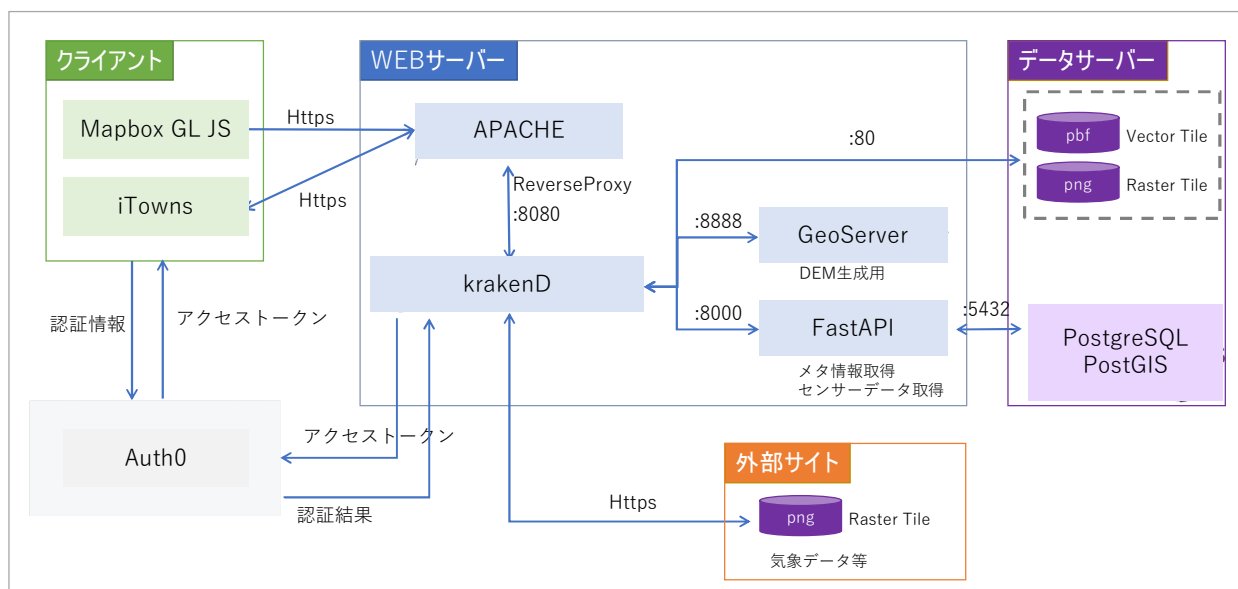 クライアント
Mapbox GL JS
iTowns
Https
Https
WEBサーバー
APACHE
ReverseProxy
:8080
krakenD
:80
:8888
GeoServer
DEM生成用
:8000
FastAPI
メタ情報取得
センサーデータ取得
:5432
データサーバー
pbf
Vector Tile
png
Raster Tile
PostgreSQL
PostGIS
認証情報
アクセストークン
Auth0
アクセストークン
認証結果
Https
外部サイト
png
Raster Tile
気象データ等